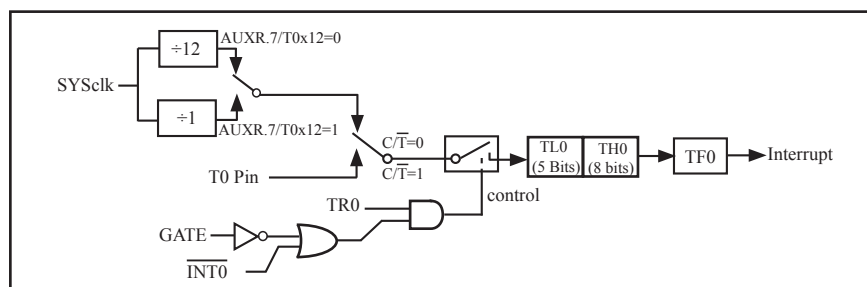 ÷12
AUXR.7/T0x12=0
SYSclk
÷1
AUXR.7/T0x12=1
C/T̅=0
C/T̅=1
T0 Pin
TL0
(5 Bits)
TH0
(8 bits)
TF0
Interrupt
control
TR0
GATE
I̅N̅T̅0̅